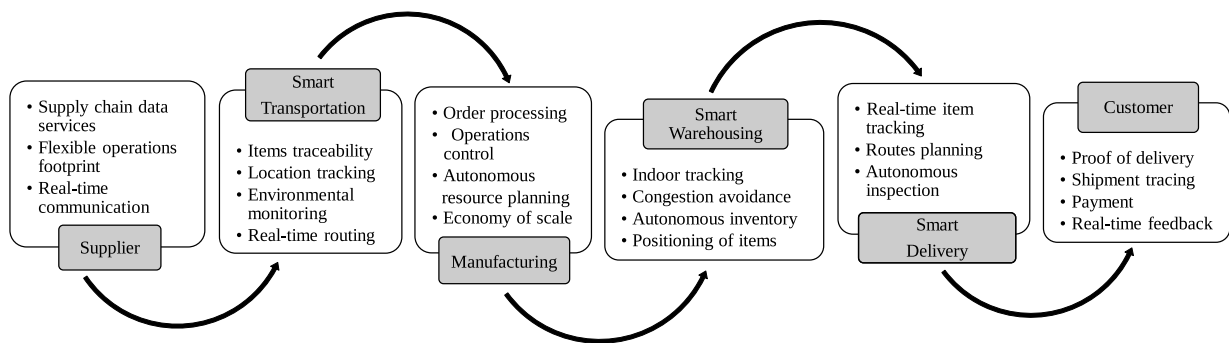 • Supply chain data
services
• Flexible operations
footprint
• Real-time
communication
Supplier
Smart
Transportation
• Items traceability
• Location tracking
• Environmental
monitoring
• Real-time routing
• Order processing
• Operations
control
• Autonomous
resource planning
• Economy of scale
Manufacturing
Smart
Warehousing
• Indoor tracking
• Congestion avoidance
• Autonomous inventory
• Positioning of items
• Real-time item
tracking
• Routes planning
• Autonomous
inspection
Smart
Delivery
Customer
• Proof of delivery
• Shipment tracing
• Payment
• Real-time feedback